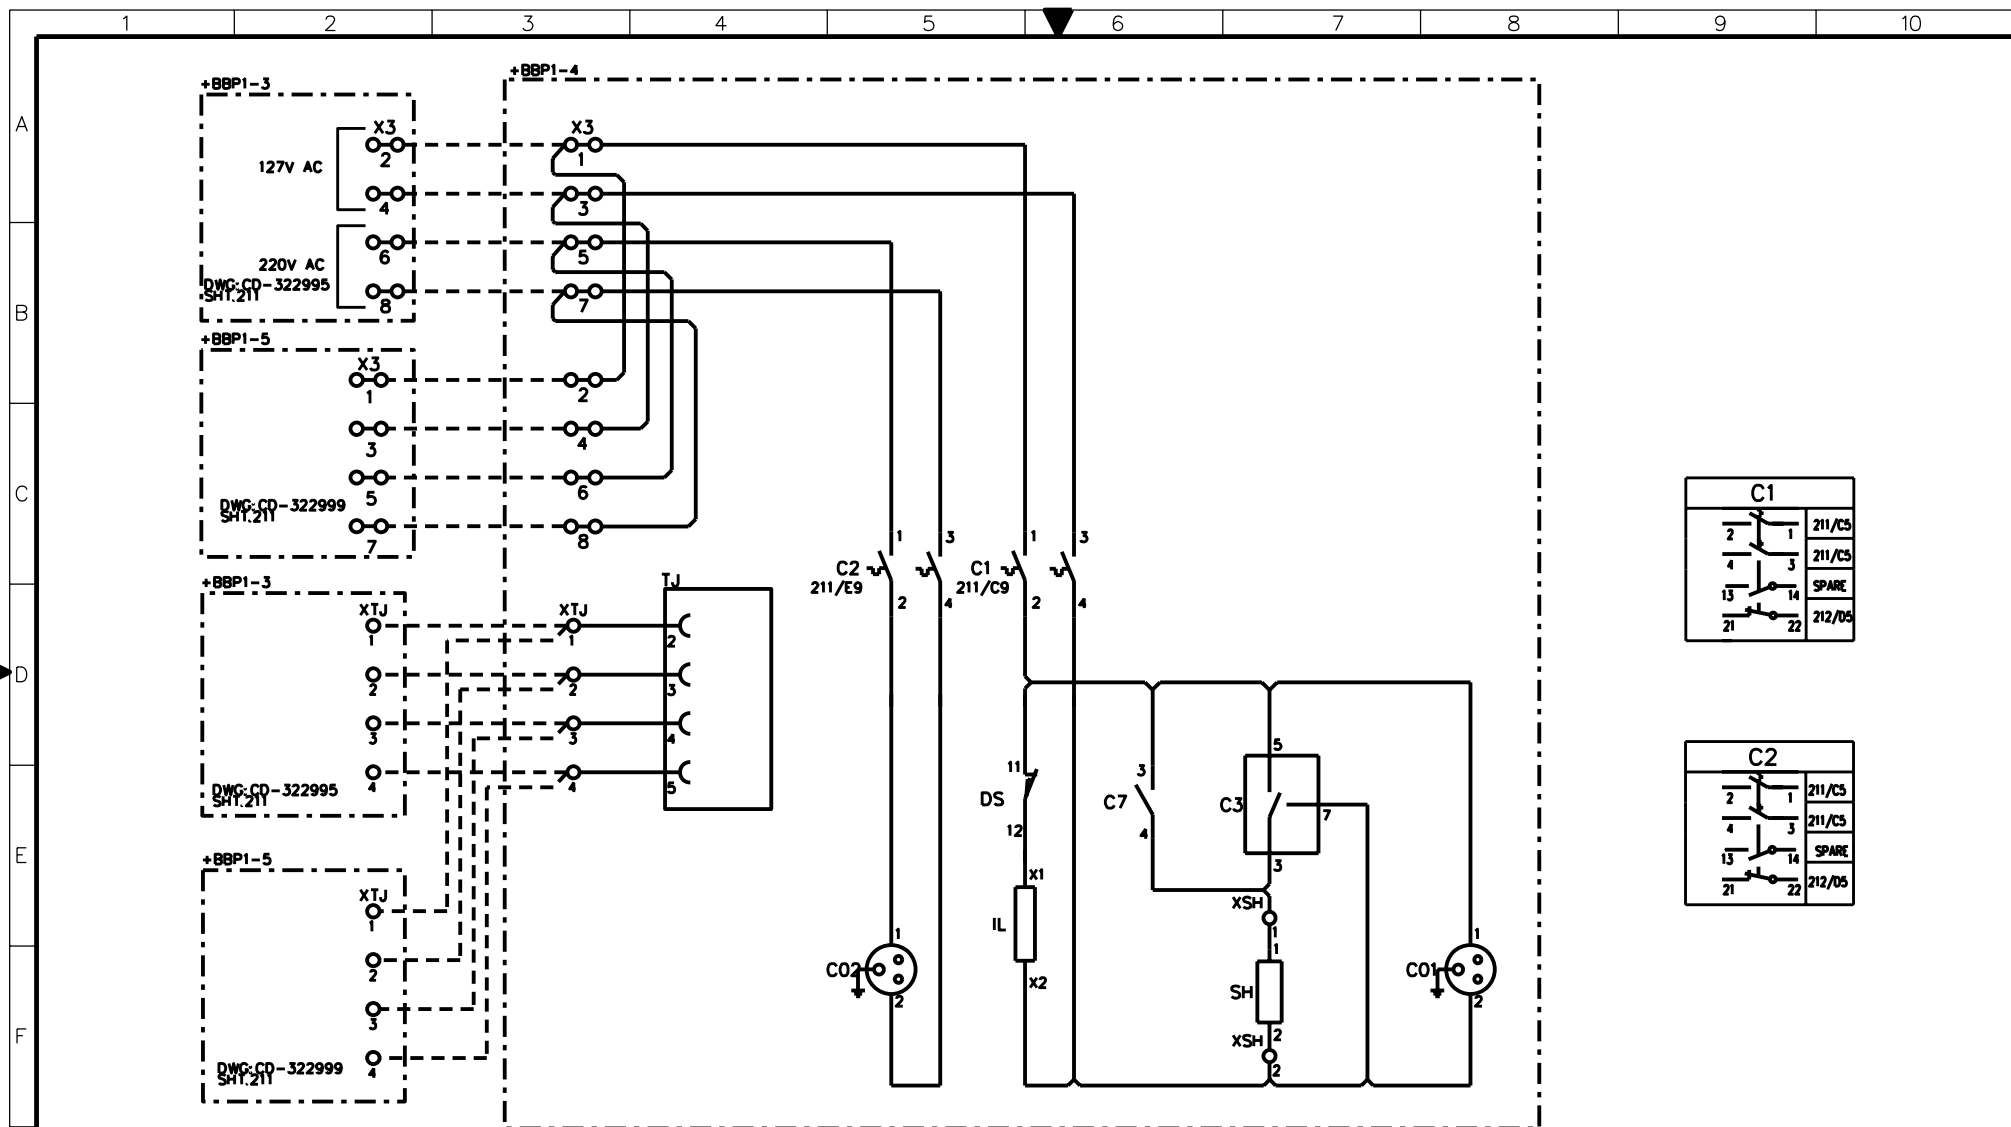 1 2 3 4 5 6 7 8 9 10
A
B
C
D
E
F
+BBP1-3
X3
127V AC
2
4
220V AC
6
8
DWG:CD-322995
SHT.211
+BBP1-5
X3
1
3
5
7
DWG:CD-322999
SHT.211
+BBP1-3
XTJ
1
2
3
4
DWG:CD-322995
SHT.211
+BBP1-5
XTJ
1
2
3
4
DWG:CD-322999
SHT.211
+BBP1-4
X3
1
3
5
7
2
4
6
8
XTJ
1
2
3
4
TJ
2
3
4
5
C2
211/E9
1
2
3
4
C1
211/C9
1
2
3
4
11
DS
12
X1
IL
X2
3
C7
4
5
C3
7
3
XSH
1
1
SH
2
XSH
2
CO2
1
2
CO1
1
2
C1
2 1 211/C5
4 3 211/C5
13 14 SPARE
21 22 212/D5
C2
2 1 211/C5
4 3 211/C5
13 14 SPARE
21 22 212/D5